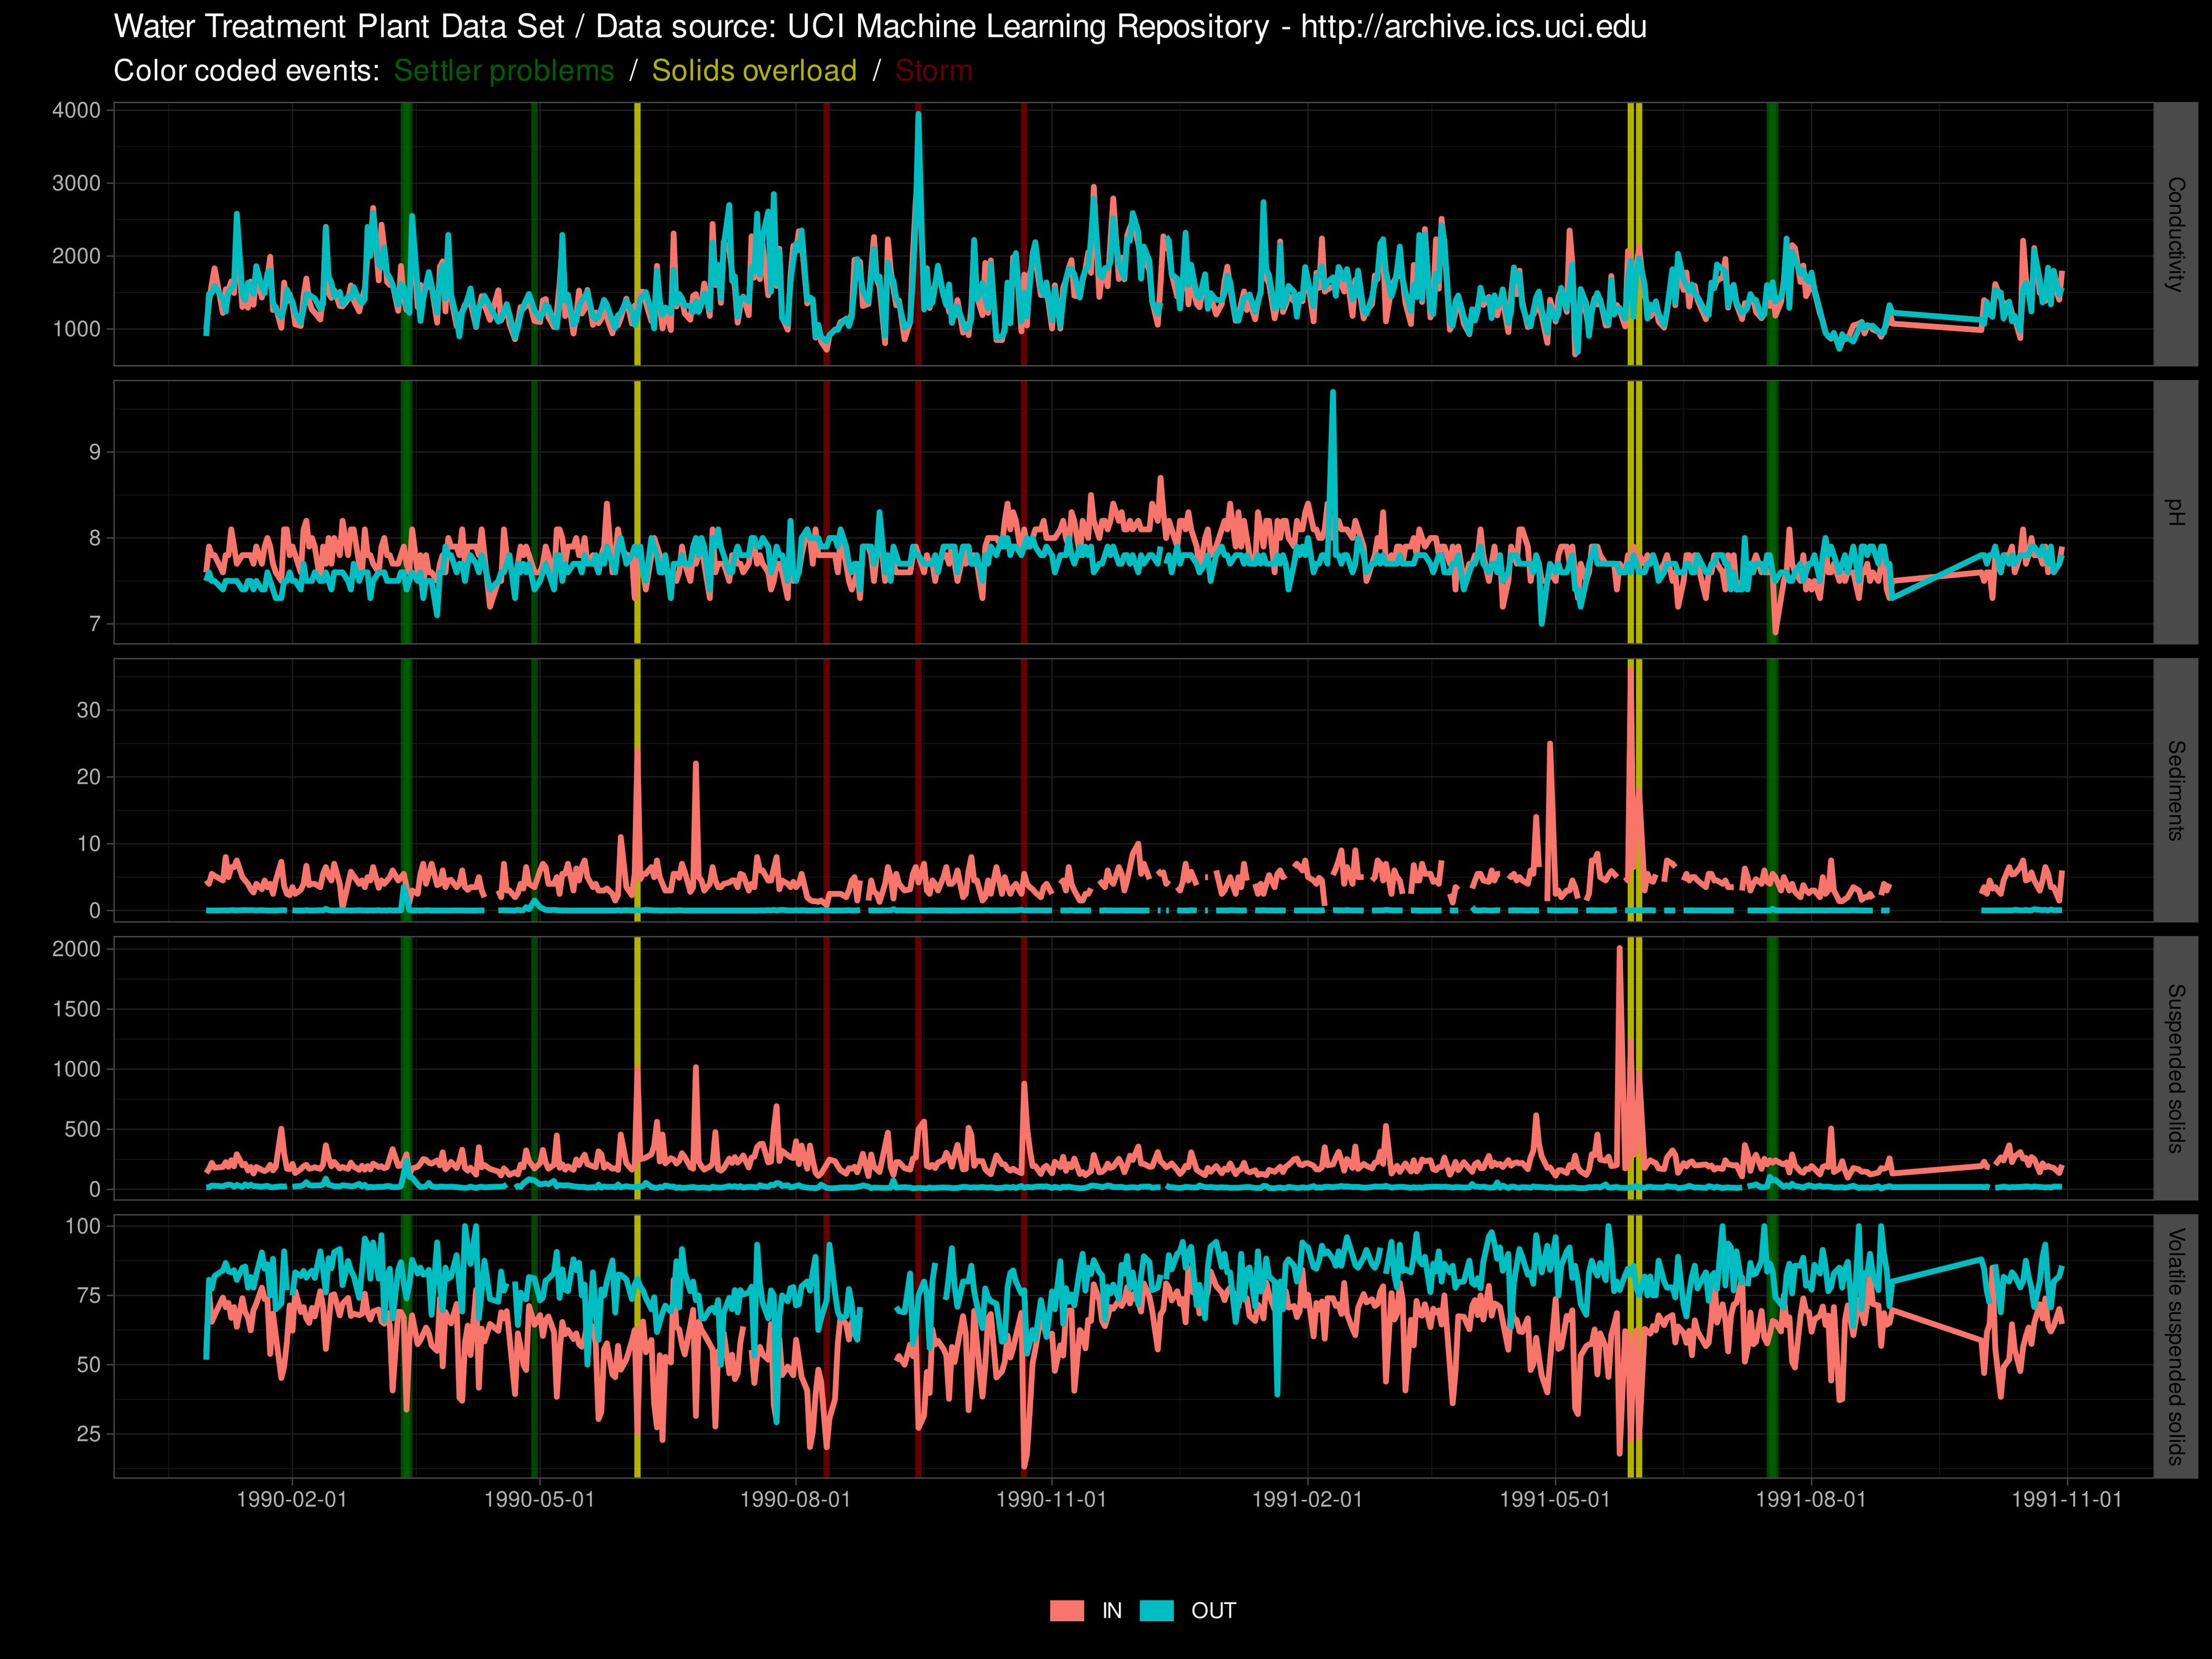 Water Treatment Plant Data Set / Data source: UCI Machine Learning Repository - http://archive.ics.uci.edu
Color coded events: Settler problems / Solids overload / Storm
4000
3000
2000
1000
Conductivity
9
8
7
pH
30
20
10
0
Sediments
2000
1500
1000
500
0
Suspended solids
100
75
50
25
Volatile suspended solids
1990-02-01 1990-05-01 1990-08-01 1990-11-01 1991-02-01 1991-05-01 1991-08-01 1991-11-01
IN OUT